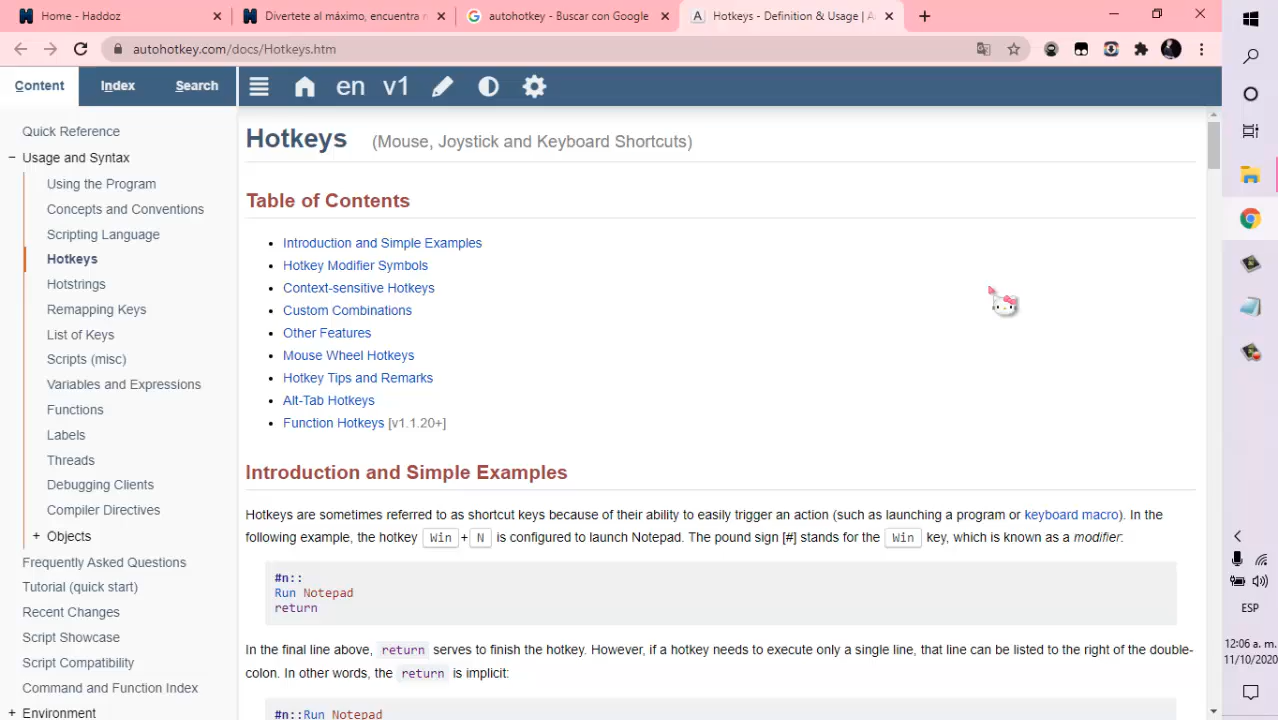 Home - Haddoz
Divertete al máximo, encuentra n
autohotkey - Buscar con Google
Hotkeys - Definition & Usage | A
autohotkey.com/docs/Hotkeys.htm
Content
Index
Search
en v1
Quick Reference
− Usage and Syntax
Using the Program
Concepts and Conventions
Scripting Language
Hotkeys
Hotstrings
Remapping Keys
List of Keys
Scripts (misc)
Variables and Expressions
Functions
Labels
Threads
Debugging Clients
Compiler Directives
+ Objects
Frequently Asked Questions
Tutorial (quick start)
Recent Changes
Script Showcase
Script Compatibility
Command and Function Index
+ Environment
Hotkeys (Mouse, Joystick and Keyboard Shortcuts)
Table of Contents
• Introduction and Simple Examples
• Hotkey Modifier Symbols
• Context-sensitive Hotkeys
• Custom Combinations
• Other Features
• Mouse Wheel Hotkeys
• Hotkey Tips and Remarks
• Alt-Tab Hotkeys
• Function Hotkeys [v1.1.20+]
Introduction and Simple Examples
Hotkeys are sometimes referred to as shortcut keys because of their ability to easily trigger an action (such as launching a program or keyboard macro). In the
following example, the hotkey Win + N is configured to launch Notepad. The pound sign [#] stands for the Win key, which is known as a modifier:
#n::
Run Notepad
return
In the final line above, return serves to finish the hotkey. However, if a hotkey needs to execute only a single line, that line can be listed to the right of the double-
colon. In other words, the return is implicit:
#n::Run Notepad
ESP
12:06 a. m.
11/10/2020